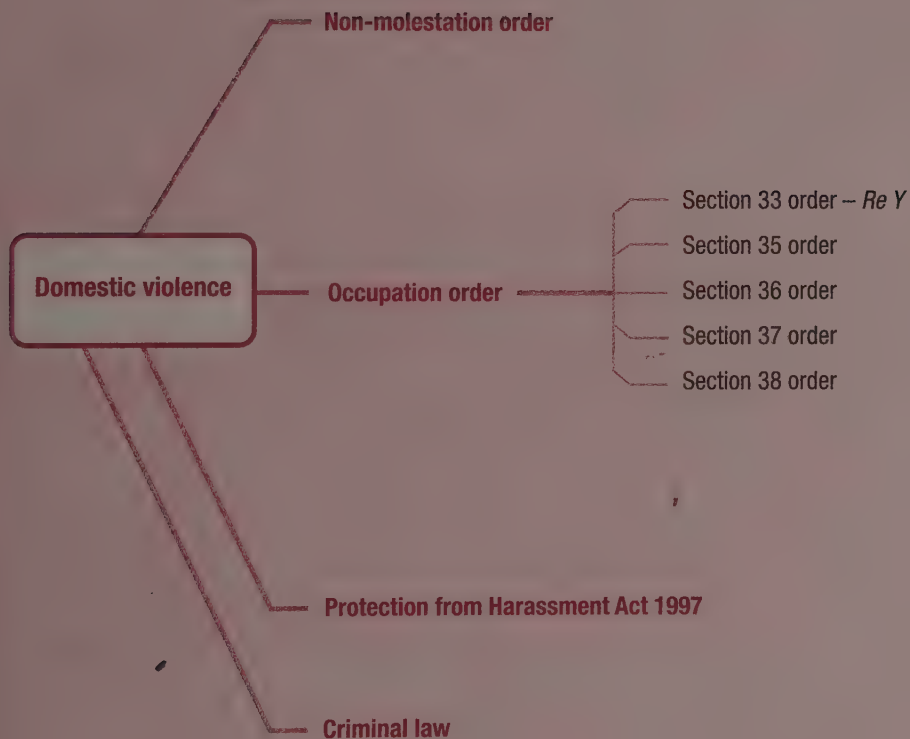 Non-molestation order
Domestic violence
Occupation order
Section 33 order – Re Y
Section 35 order
Section 36 order
Section 37 order
Section 38 order
Protection from Harassment Act 1997
Criminal law